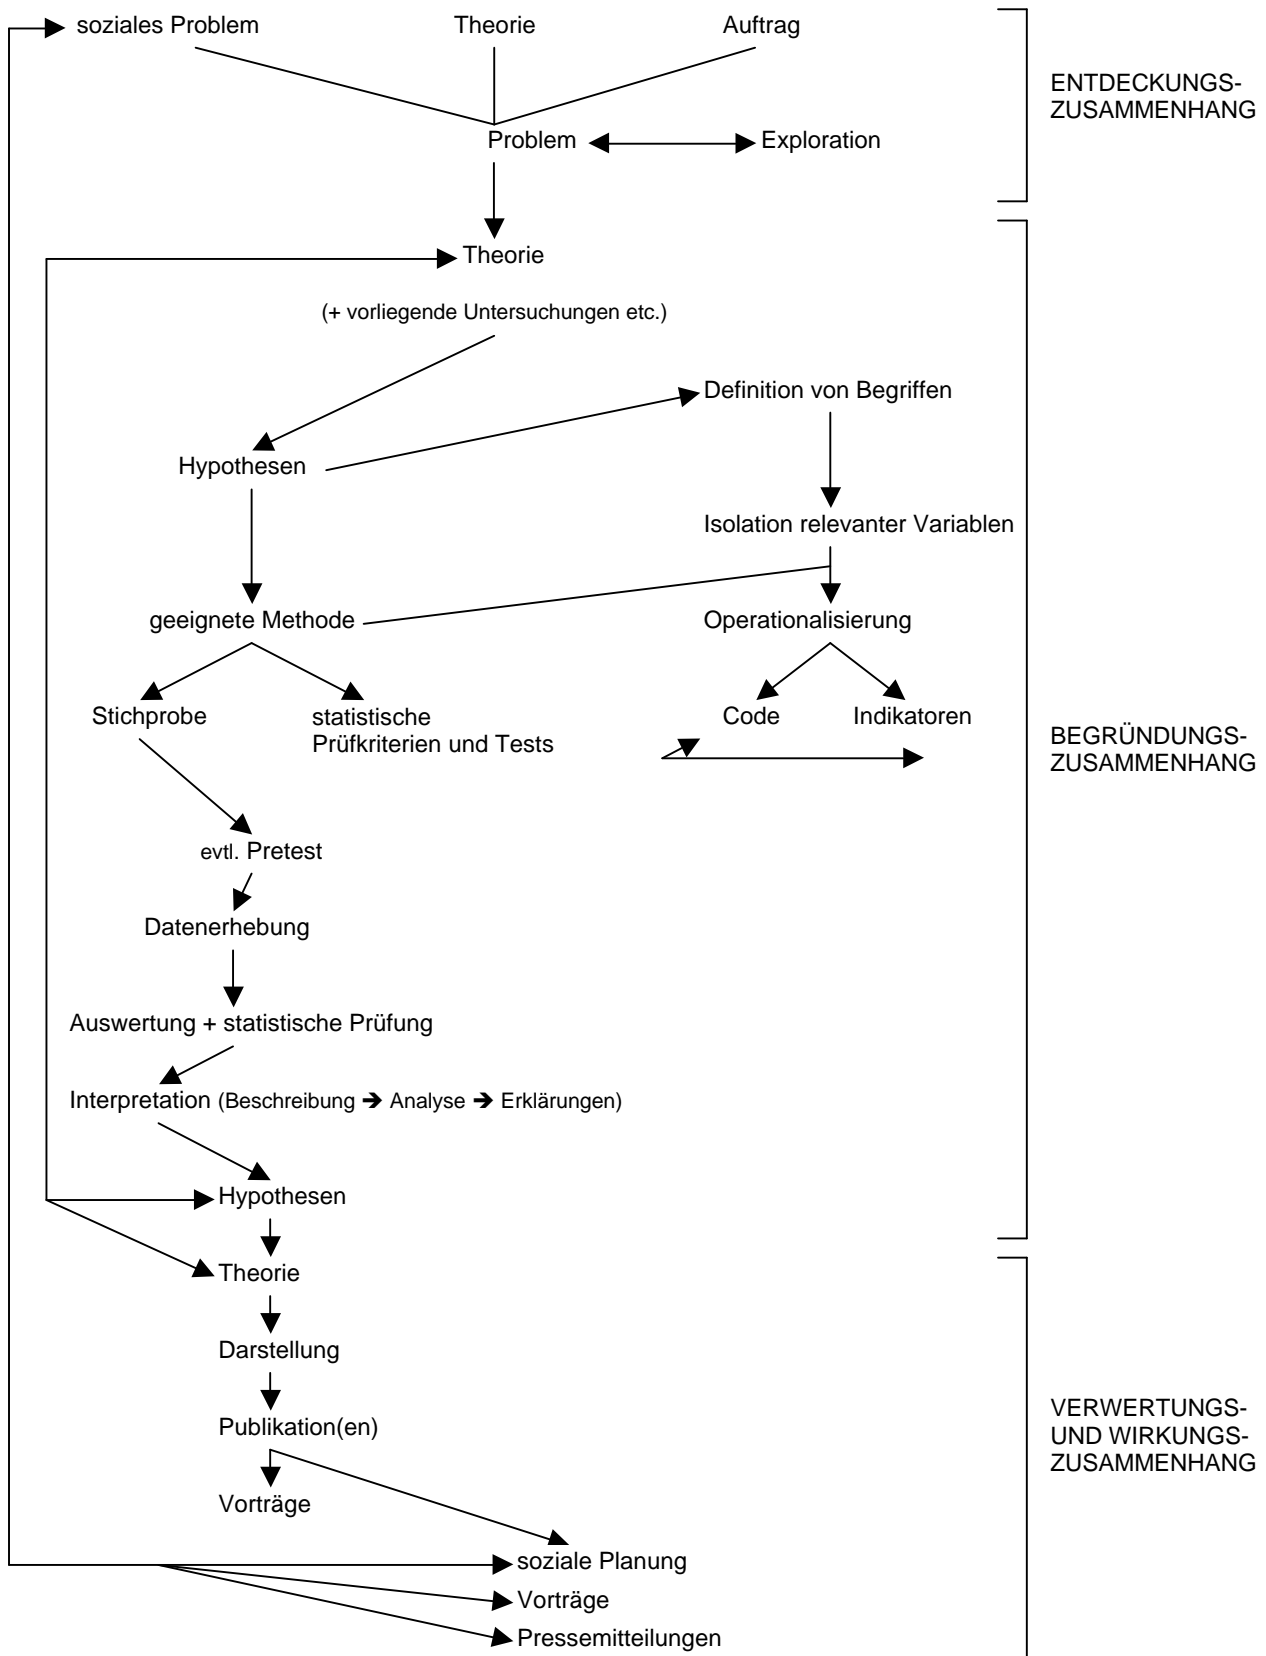 soziales Problem
Theorie
Auftrag
ENTDECKUNGS-
ZUSAMMENHANG
Problem
Exploration
Theorie
(+ vorliegende Untersuchungen etc.)
Definition von Begriffen
Hypothesen
Isolation relevanter Variablen
geeignete Methode
Operationalisierung
Stichprobe
statistische
Prüfkriterien und Tests
Code
Indikatoren
BEGRÜNDUNGS-
ZUSAMMENHANG
evtl. Pretest
Datenerhebung
Auswertung + statistische Prüfung
Interpretation (Beschreibung ➔ Analyse ➔ Erklärungen)
Hypothesen
Theorie
Darstellung
Publikation(en)
VERWERTUNGS-
UND WIRKUNGS-
ZUSAMMENHANG
Vorträge
soziale Planung
Vorträge
Pressemitteilungen